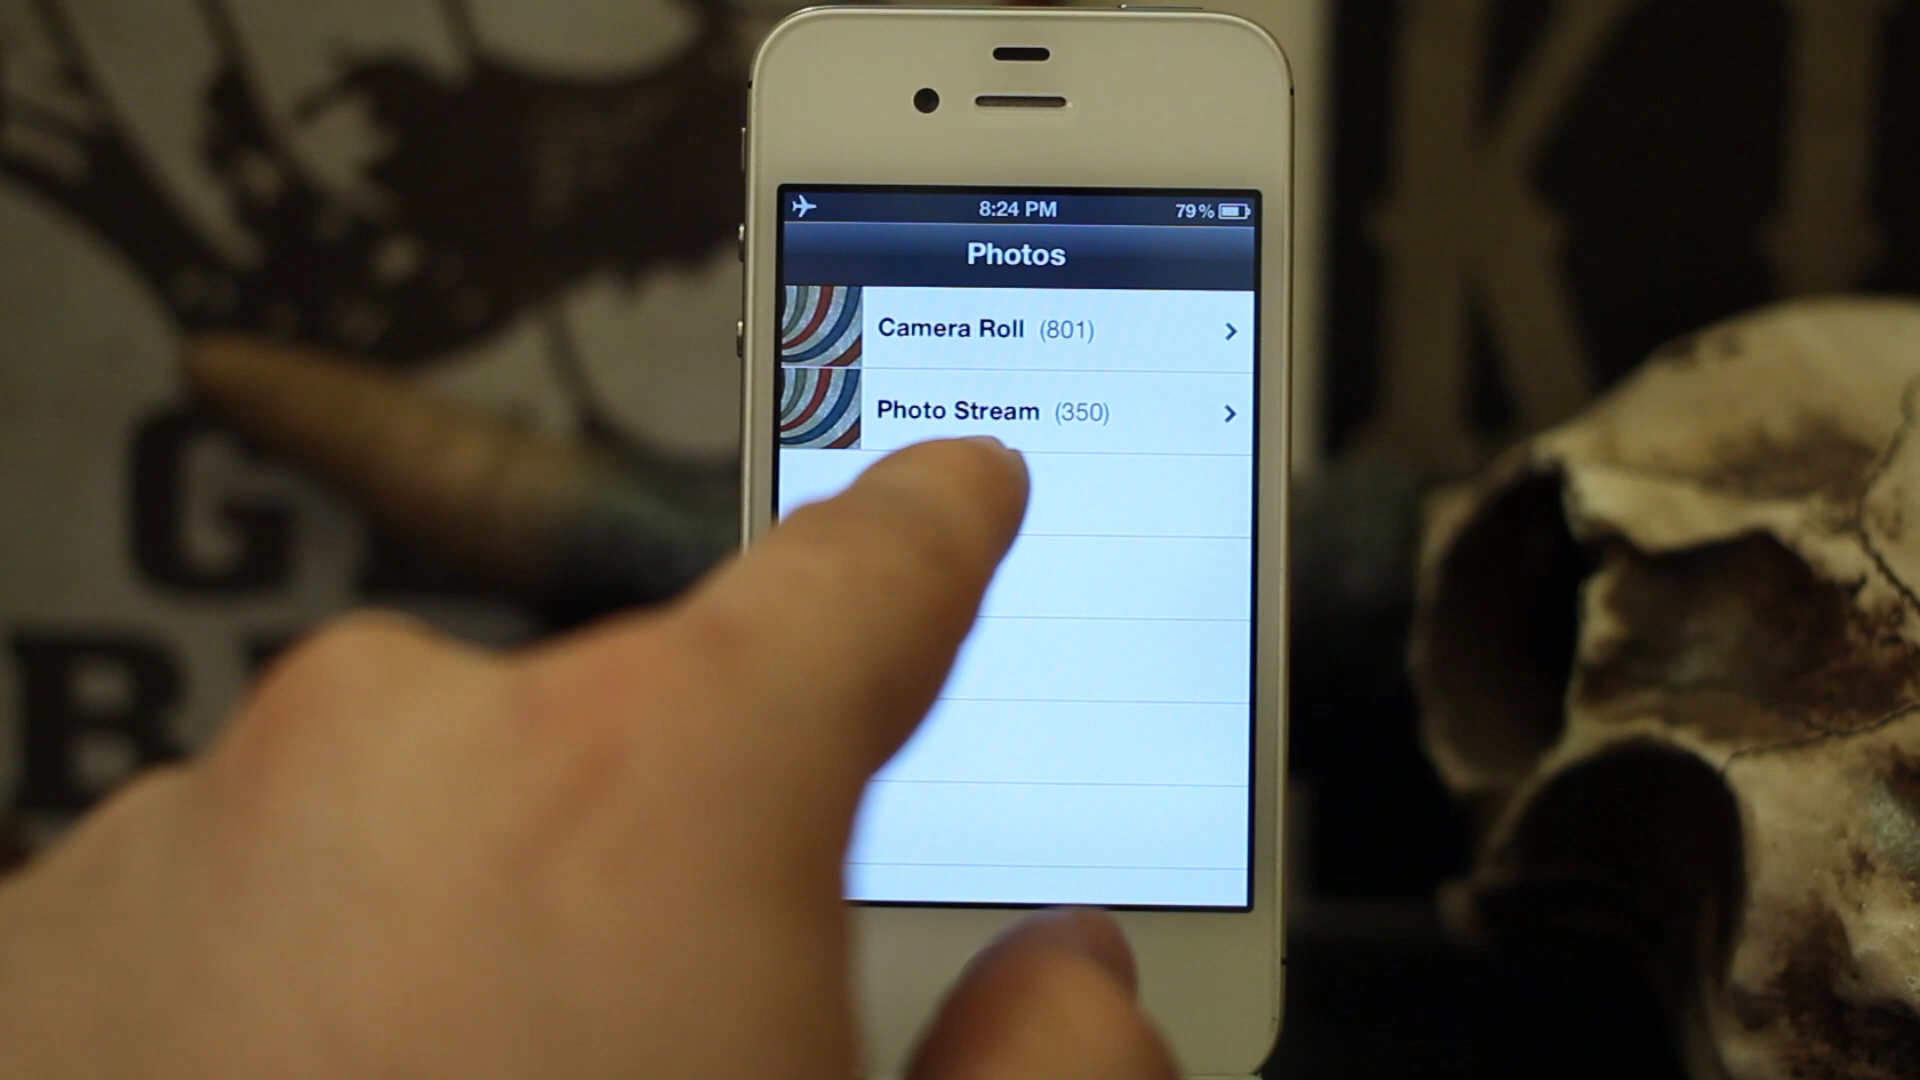 8:24 PM
79%
Photos
Camera Roll (801)
Photo Stream (350)
G
B
K